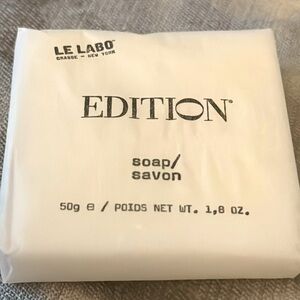 LE LABO
GRASSE — NEW YORK
EDITION®
soap/
savon
50g ℮ / POIDS NET WT. 1,8 OZ.